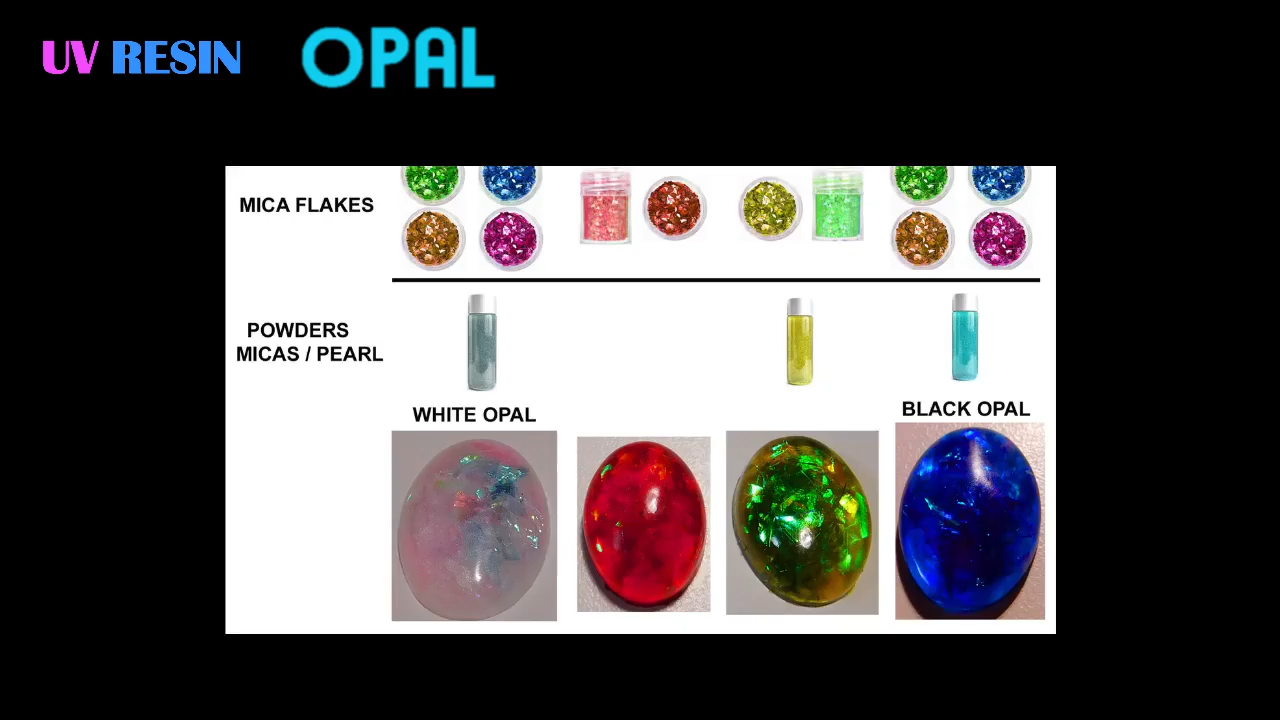 UV RESIN OPAL
MICA FLAKES
POWDERS
MICAS / PEARL
WHITE OPAL
BLACK OPAL